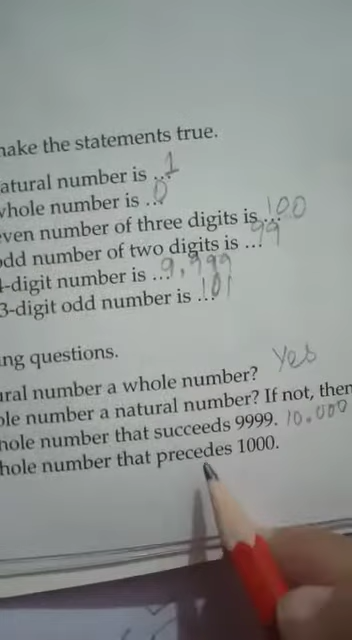 make the statements true.
atural number is ... 1
whole number is ... 0
even number of three digits is ... 100
odd number of two digits is ... 99
-digit number is ... 9,999
3-digit odd number is ... 101
ng questions.
ural number a whole number? Yes
ole number a natural number? If not, then
hole number that succeeds 9999. 10.000
hole number that precedes 1000.